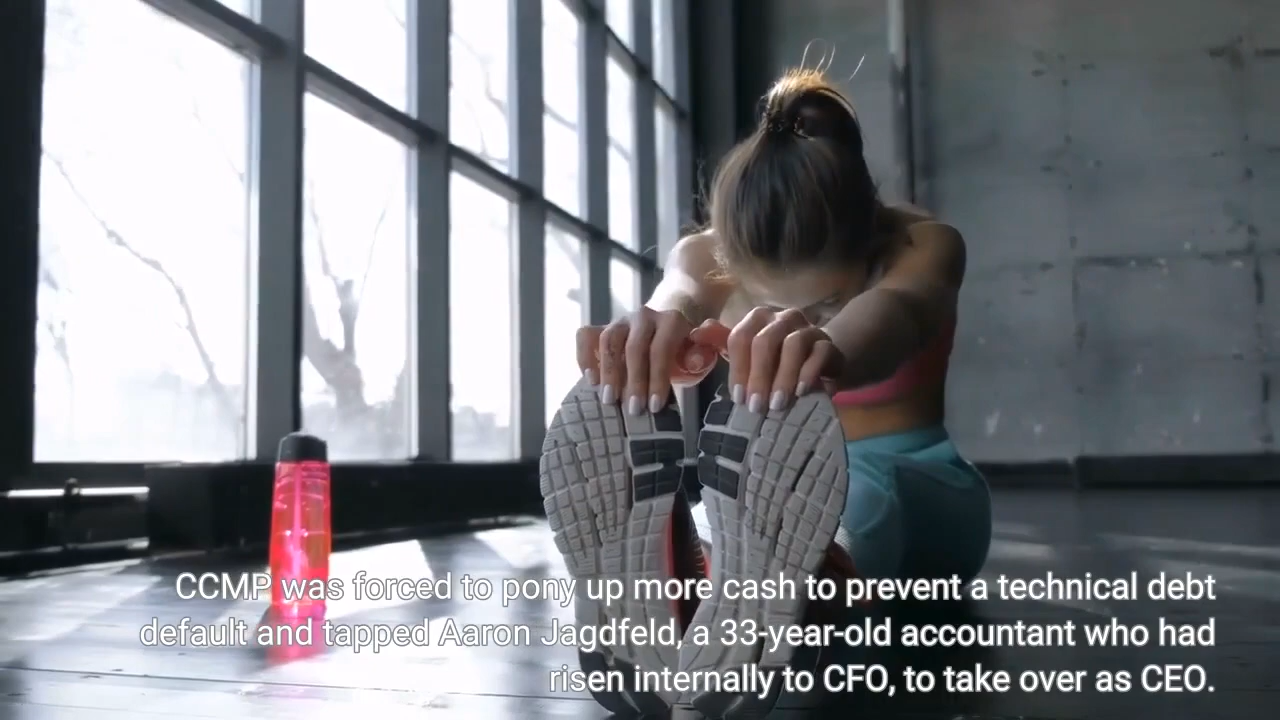 CCMP was forced to pony up more cash to prevent a technical debt
default and tapped Aaron Jagdfeld, a 33-year-old accountant who had
risen internally to CFO, to take over as CEO.